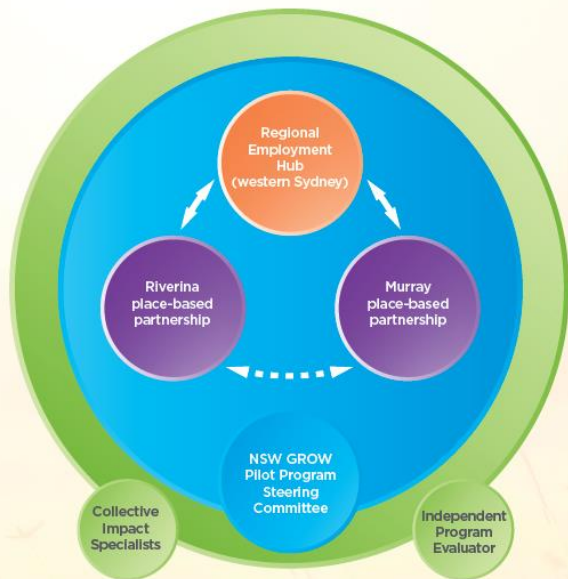 Regional
Employment
Hub
(western Sydney)
Riverina
place-based
partnership
Murray
place-based
partnership
NSW GROW
Pilot Program
Steering
Committee
Collective
Impact
Specialists
Independent
Program
Evaluator